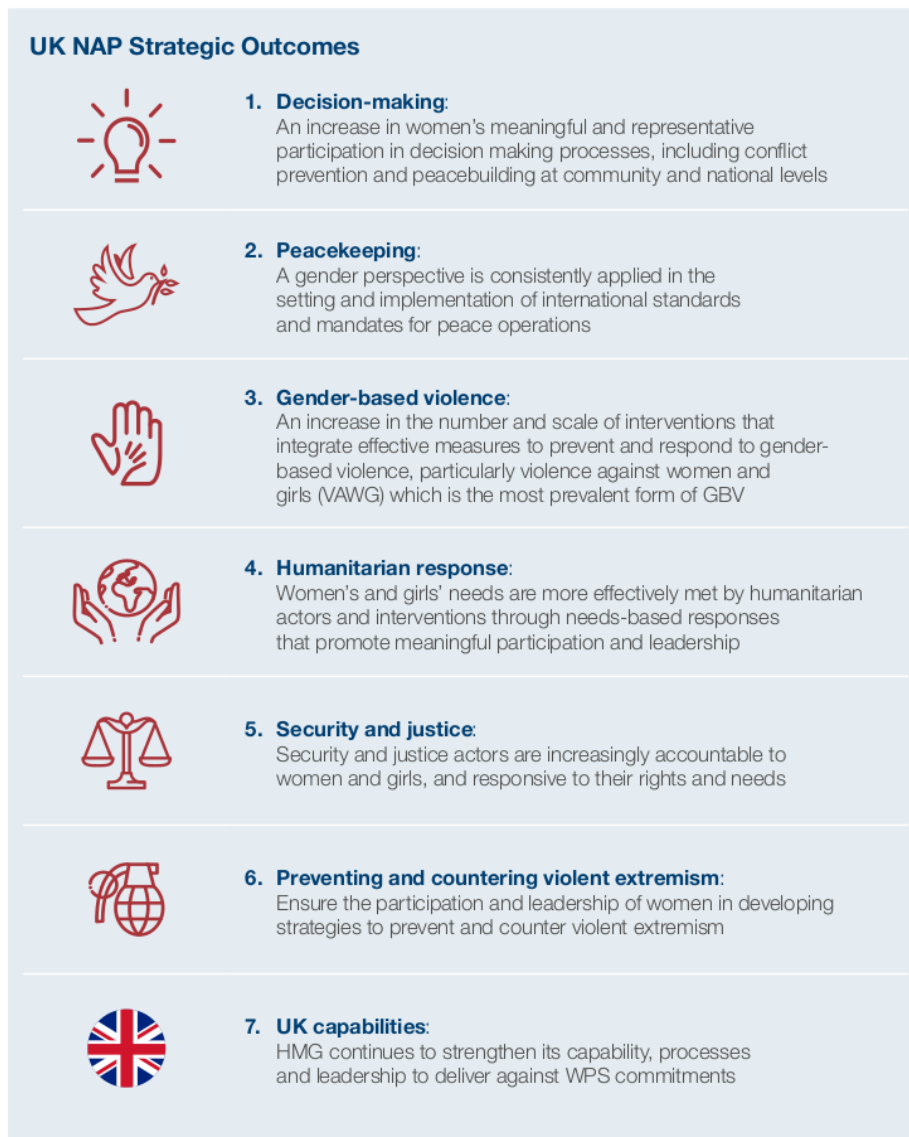 UK NAP Strategic Outcomes
1. Decision-making:
An increase in women's meaningful and representative
participation in decision making processes, including conflict
prevention and peacebuilding at community and national levels
2. Peacekeeping:
A gender perspective is consistently applied in the
setting and implementation of international standards
and mandates for peace operations
3. Gender-based violence:
An increase in the number and scale of interventions that
integrate effective measures to prevent and respond to gender-
based violence, particularly violence against women and
girls (VAWG) which is the most prevalent form of GBV
4. Humanitarian response:
Women's and girls' needs are more effectively met by humanitarian
actors and interventions through needs-based responses
that promote meaningful participation and leadership
5. Security and justice:
Security and justice actors are increasingly accountable to
women and girls, and responsive to their rights and needs
6. Preventing and countering violent extremism:
Ensure the participation and leadership of women in developing
strategies to prevent and counter violent extremism
7. UK capabilities:
HMG continues to strengthen its capability, processes
and leadership to deliver against WPS commitments